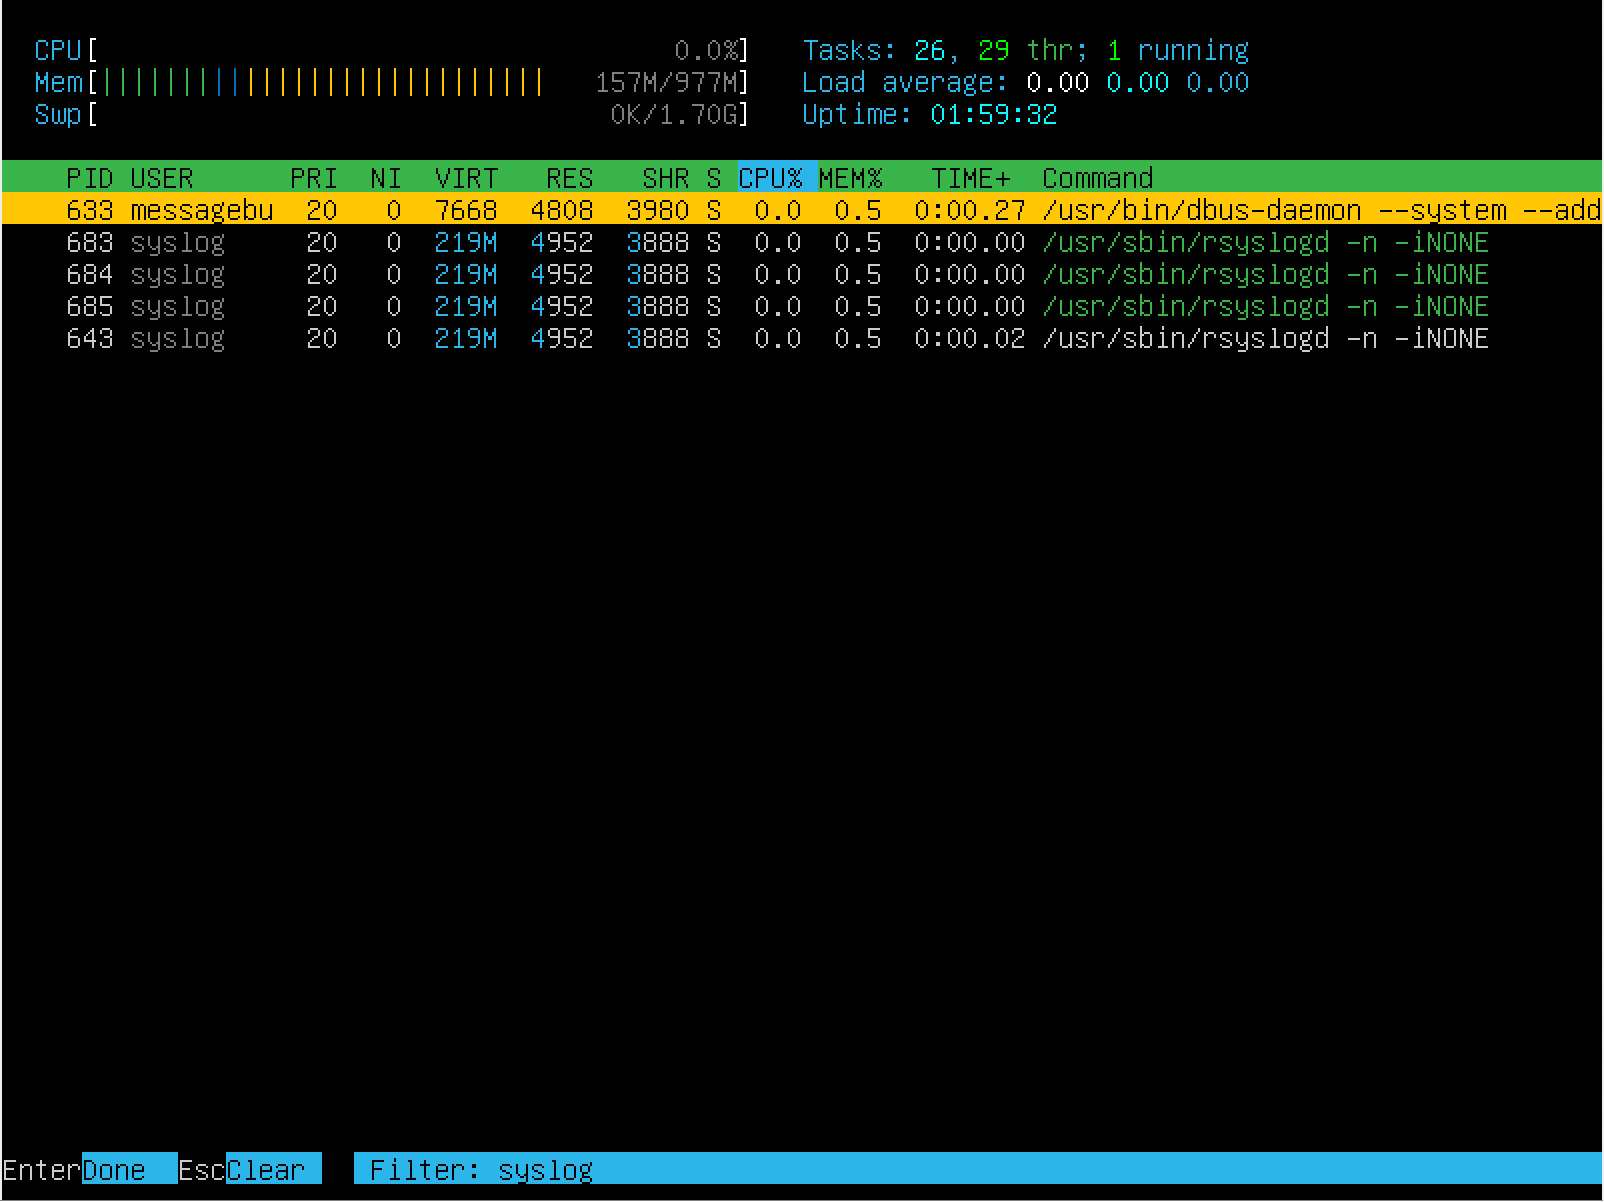 CPU[ 0.0%] Tasks: 26, 29 thr; 1 running
Mem[|||||||||||||||||||||||||||| 157M/977M] Load average: 0.00 0.00 0.00
Swp[ 0K/1.70G] Uptime: 01:59:32
PID USER PRI NI VIRT RES SHR S CPU% MEM% TIME+ Command
633 messagebu 20 0 7668 4808 3980 S 0.0 0.5 0:00.27 /usr/bin/dbus-daemon --system --add
683 syslog 20 0 219M 4952 3888 S 0.0 0.5 0:00.00 /usr/sbin/rsyslogd -n -iNONE
684 syslog 20 0 219M 4952 3888 S 0.0 0.5 0:00.00 /usr/sbin/rsyslogd -n -iNONE
685 syslog 20 0 219M 4952 3888 S 0.0 0.5 0:00.00 /usr/sbin/rsyslogd -n -iNONE
643 syslog 20 0 219M 4952 3888 S 0.0 0.5 0:00.02 /usr/sbin/rsyslogd -n -iNONE
EnterDone EscClear Filter: syslog